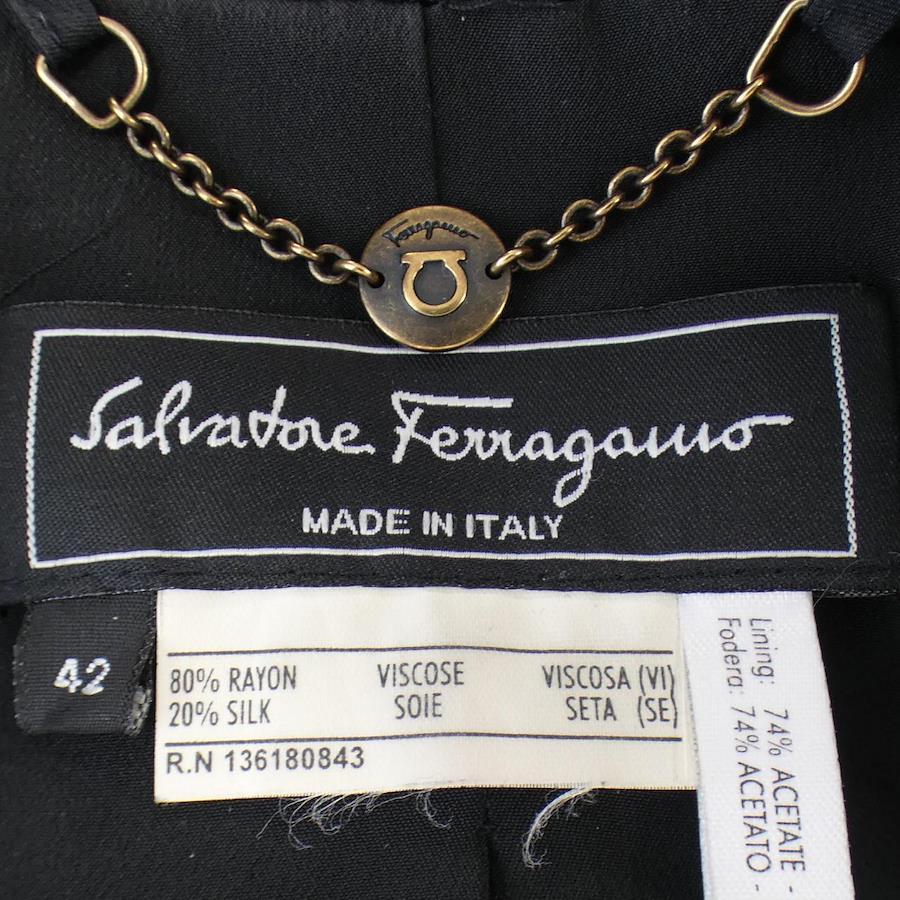 Ferragamo
Salvatore Ferragamo
MADE IN ITALY
42
80% RAYON VISCOSE VISCOSA (VI)
20% SILK SOIE SETA (SE)
R.N 136180843
Lining: 74% ACETATE -
Fodera: 74% ACETATO -